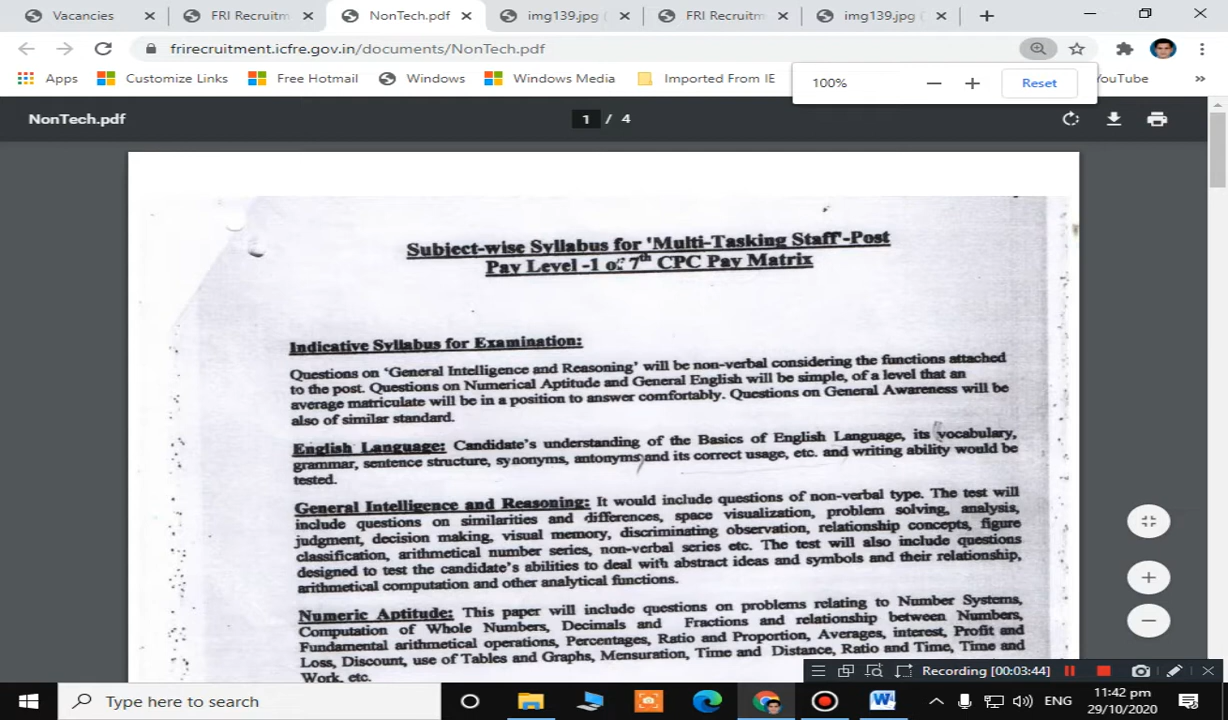 Vacancies
FRI Recruitm
NonTech.pdf
img139.jpg (
FRI Recruitm
img139.jpg (
frirecruitment.icfre.gov.in/documents/NonTech.pdf
Apps
Customize Links
Free Hotmail
Windows
Windows Media
Imported From IE
YouTube
100%
Reset
NonTech.pdf
1 / 4
Subject-wise Syllabus for 'Multi-Tasking Staff'-Post
Pay Level -1 of 7th CPC Pay Matrix
Indicative Syllabus for Examination:
Questions on 'General Intelligence and Reasoning' will be non-verbal considering the functions attached
to the post. Questions on Numerical Aptitude and General English will be simple, of a level that an
average matriculate will be in a position to answer comfortably. Questions on General Awareness will be
also of similar standard.
English Language: Candidate's understanding of the Basics of English Language, its vocabulary,
grammar, sentence structure, synonyms, antonyms and its correct usage, etc. and writing ability would be
tested.
General Intelligence and Reasoning: It would include questions of non-verbal type. The test will
include questions on similarities and differences, space visualization, problem solving, analysis,
judgment, decision making, visual memory, discriminating observation, relationship concepts, figure
classification, arithmetical number series, non-verbal series etc. The test will also include questions
designed to test the candidate's abilities to deal with abstract ideas and symbols and their relationship,
arithmetical computation and other analytical functions.
Numeric Aptitude: This paper will include questions on problems relating to Number Systems,
Computation of Whole Numbers, Decimals and Fractions and relationship between Numbers,
Fundamental arithmetical operations, Percentages, Ratio and Proportion, Averages, interest, Profit and
Loss, Discount, use of Tables and Graphs, Mensuration, Time and Distance, Ratio and Time, Time and
Work, etc.
Recording [00:03:44]
Type here to search
ENG
11:42 pm
29/10/2020